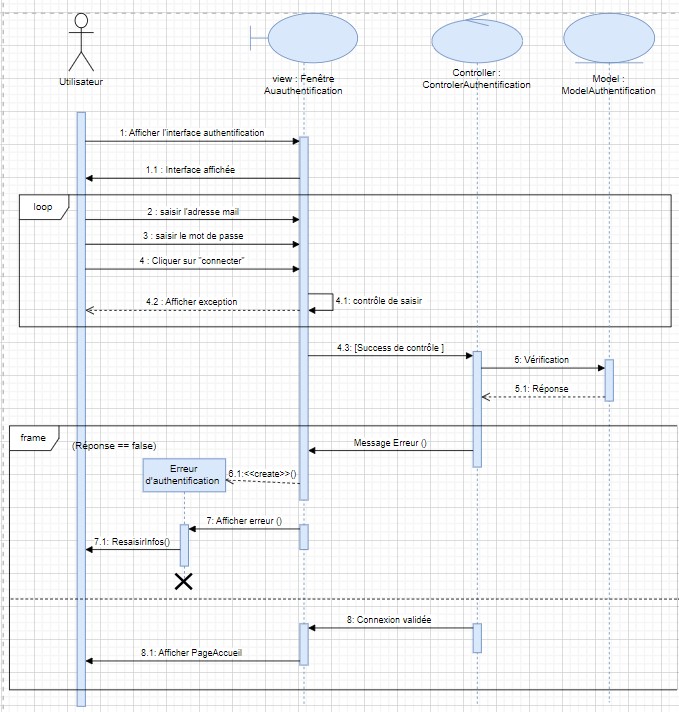 Utilisateur
view : Fenêtre
Auauthentification
Controller :
ControlerAuthentification
Model :
ModelAuthentification
1: Afficher l'interface authentification
1.1 : Interface affichée
loop
2 : saisir l'adresse mail
3 : saisir le mot de passe
4 : Cliquer sur "connecter"
4.2 : Afficher exception
4.1: contrôle de saisir
4.3: [Success de contrôle ]
5: Vérification
5.1: Réponse
frame
(Réponse == false)
Message Erreur ()
Erreur
d'authentification
6.1:<<create>>()
7: Afficher erreur ()
7.1: ResaisirInfos()
8: Connexion validée
8.1: Afficher PageAccueil